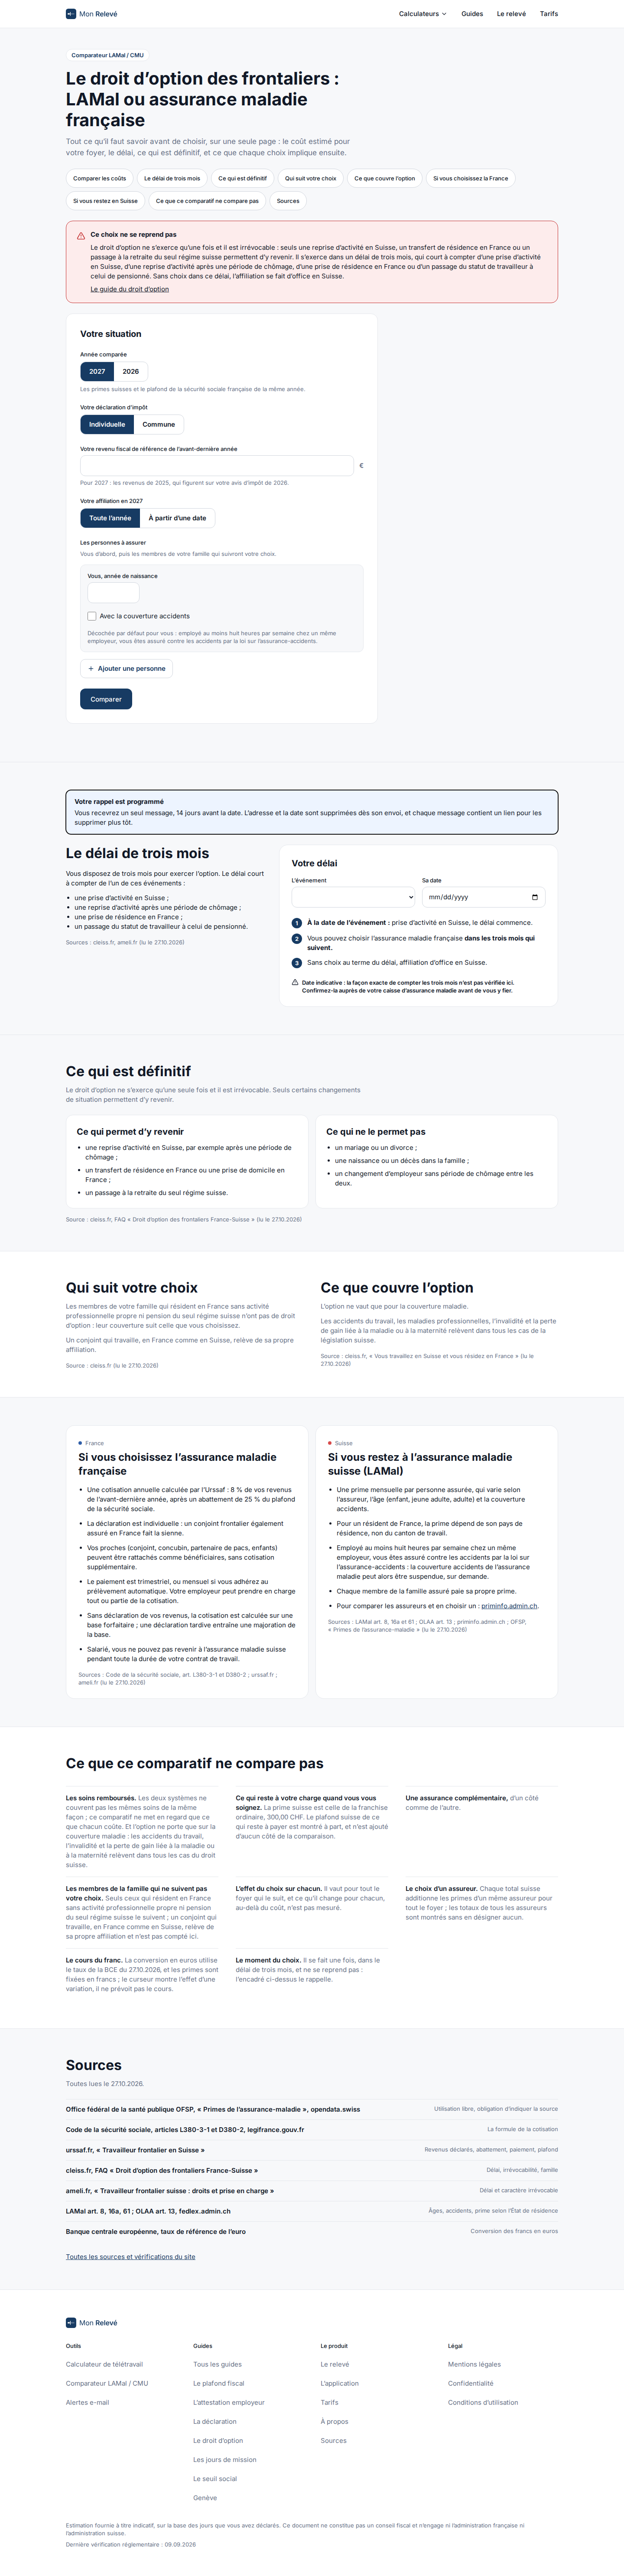 Mon Relevé
Calculateurs
Guides
Le relevé
Tarifs
Comparateur LAMal / CMU
Le droit d’option des frontaliers :
LAMal ou assurance maladie
française
Tout ce qu’il faut savoir avant de choisir, sur une seule page : le coût estimé pour
votre foyer, le délai, ce qui est définitif, et ce que chaque choix implique ensuite.
Comparer les coûts
Le délai de trois mois
Ce qui est définitif
Qui suit votre choix
Ce que couvre l’option
Si vous choisissez la France
Si vous restez en Suisse
Ce que ce comparatif ne compare pas
Sources
Ce choix ne se reprend pas
Le droit d’option ne s’exerce qu’une fois et il est irrévocable : seuls une reprise d’activité en Suisse, un transfert de résidence en France ou un
passage à la retraite du seul régime suisse permettent d’y revenir. Il s’exerce dans un délai de trois mois, qui court à compter d’une prise d’activité
en Suisse, d’une reprise d’activité après une période de chômage, d’une prise de résidence en France ou d’un passage du statut de travailleur à
celui de pensionné. Sans choix dans ce délai, l’affiliation se fait d’office en Suisse.
Le guide du droit d’option
Votre situation
Année comparée
2027
2026
Les primes suisses et le plafond de la sécurité sociale française de la même année.
Votre déclaration d’impôt
Individuelle
Commune
Votre revenu fiscal de référence de l’avant-dernière année
€
Pour 2027 : les revenus de 2025, qui figurent sur votre avis d’impôt de 2026.
Votre affiliation en 2027
Toute l’année
À partir d’une date
Les personnes à assurer
Vous d’abord, puis les membres de votre famille qui suivront votre choix.
Vous, année de naissance
Avec la couverture accidents
Décochée par défaut pour vous : employé au moins huit heures par semaine chez un même
employeur, vous êtes assuré contre les accidents par la loi sur l’assurance-accidents.
Ajouter une personne
Comparer
Votre rappel est programmé
Vous recevrez un seul message, 14 jours avant la date. L’adresse et la date sont supprimées dès son envoi, et chaque message contient un lien pour les
supprimer plus tôt.
Le délai de trois mois
Vous disposez de trois mois pour exercer l’option. Le délai court
à compter de l’un de ces événements :
une prise d’activité en Suisse ;
une reprise d’activité après une période de chômage ;
une prise de résidence en France ;
un passage du statut de travailleur à celui de pensionné.
Sources : cleiss.fr, ameli.fr (lu le 27.10.2026)
Votre délai
L’événement
Sa date
mm/dd/yyyy
1 À la date de l’événement : prise d’activité en Suisse, le délai commence.
2 Vous pouvez choisir l’assurance maladie française dans les trois mois qui
suivent.
3 Sans choix au terme du délai, affiliation d’office en Suisse.
Date indicative : la façon exacte de compter les trois mois n’est pas vérifiée ici.
Confirmez-la auprès de votre caisse d’assurance maladie avant de vous y fier.
Ce qui est définitif
Le droit d’option ne s’exerce qu’une seule fois et il est irrévocable. Seuls certains changements
de situation permettent d’y revenir.
Ce qui permet d’y revenir
une reprise d’activité en Suisse, par exemple après une période de
chômage ;
un transfert de résidence en France ou une prise de domicile en
France ;
un passage à la retraite du seul régime suisse.
Ce qui ne le permet pas
un mariage ou un divorce ;
une naissance ou un décès dans la famille ;
un changement d’employeur sans période de chômage entre les
deux.
Source : cleiss.fr, FAQ « Droit d’option des frontaliers France-Suisse » (lu le 27.10.2026)
Qui suit votre choix
Les membres de votre famille qui résident en France sans activité
professionnelle propre ni pension du seul régime suisse n’ont pas de droit
d’option : leur couverture suit celle que vous choisissez.
Un conjoint qui travaille, en France comme en Suisse, relève de sa propre
affiliation.
Source : cleiss.fr (lu le 27.10.2026)
Ce que couvre l’option
L’option ne vaut que pour la couverture maladie.
Les accidents du travail, les maladies professionnelles, l’invalidité et la perte
de gain liée à la maladie ou à la maternité relèvent dans tous les cas de la
législation suisse.
Source : cleiss.fr, « Vous travaillez en Suisse et vous résidez en France » (lu le
27.10.2026)
France
Si vous choisissez l’assurance maladie
française
Une cotisation annuelle calculée par l’Urssaf : 8 % de vos revenus
de l’avant-dernière année, après un abattement de 25 % du plafond
de la sécurité sociale.
La déclaration est individuelle : un conjoint frontalier également
assuré en France fait la sienne.
Vos proches (conjoint, concubin, partenaire de pacs, enfants)
peuvent être rattachés comme bénéficiaires, sans cotisation
supplémentaire.
Le paiement est trimestriel, ou mensuel si vous adhérez au
prélèvement automatique. Votre employeur peut prendre en charge
tout ou partie de la cotisation.
Sans déclaration de vos revenus, la cotisation est calculée sur une
base forfaitaire ; une déclaration tardive entraîne une majoration de
la base.
Salarié, vous ne pouvez pas revenir à l’assurance maladie suisse
pendant toute la durée de votre contrat de travail.
Sources : Code de la sécurité sociale, art. L380-3-1 et D380-2 ; urssaf.fr ;
ameli.fr (lu le 27.10.2026)
Suisse
Si vous restez à l’assurance maladie
suisse (LAMal)
Une prime mensuelle par personne assurée, qui varie selon
l’assureur, l’âge (enfant, jeune adulte, adulte) et la couverture
accidents.
Pour un résident de France, la prime dépend de son pays de
résidence, non du canton de travail.
Employé au moins huit heures par semaine chez un même
employeur, vous êtes assuré contre les accidents par la loi sur
l’assurance-accidents : la couverture accidents de l’assurance
maladie peut alors être suspendue, sur demande.
Chaque membre de la famille assuré paie sa propre prime.
Pour comparer les assureurs et en choisir un : priminfo.admin.ch.
Sources : LAMal art. 8, 16a et 61 ; OLAA art. 13 ; priminfo.admin.ch ; OFSP,
« Primes de l’assurance-maladie » (lu le 27.10.2026)
Ce que ce comparatif ne compare pas
Les soins remboursés. Les deux systèmes ne
couvrent pas les mêmes soins de la même
façon ; ce comparatif ne met en regard que ce
que chacun coûte. Et l’option ne porte que sur la
couverture maladie : les accidents du travail,
l’invalidité et la perte de gain liée à la maladie ou
à la maternité relèvent dans tous les cas du droit
suisse.
Ce qui reste à votre charge quand vous vous
soignez. La prime suisse est celle de la franchise
ordinaire, 300,00 CHF. Le plafond suisse de ce
qui reste à payer est montré à part, et n’est ajouté
d’aucun côté de la comparaison.
Une assurance complémentaire, d’un côté
comme de l’autre.
Les membres de la famille qui ne suivent pas
votre choix. Seuls ceux qui résident en France
sans activité professionnelle propre ni pension
du seul régime suisse le suivent ; un conjoint qui
travaille, en France comme en Suisse, relève de
sa propre affiliation et n’est pas compté ici.
L’effet du choix sur chacun. Il vaut pour tout le
foyer qui le suit, et ce qu’il change pour chacun,
au-delà du coût, n’est pas mesuré.
Le choix d’un assureur. Chaque total suisse
additionne les primes d’un même assureur pour
tout le foyer ; les totaux de tous les assureurs
sont montrés sans en désigner aucun.
Le cours du franc. La conversion en euros utilise
le taux de la BCE du 27.10.2026, et les primes sont
fixées en francs ; le curseur montre l’effet d’une
variation, il ne prévoit pas le cours.
Le moment du choix. Il se fait une fois, dans le
délai de trois mois, et ne se reprend pas :
l’encadré ci-dessus le rappelle.
Sources
Toutes lues le 27.10.2026.
Office fédéral de la santé publique OFSP, « Primes de l’assurance-maladie », opendata.swiss
Utilisation libre, obligation d’indiquer la source
Code de la sécurité sociale, articles L380-3-1 et D380-2, legifrance.gouv.fr
La formule de la cotisation
urssaf.fr, « Travailleur frontalier en Suisse »
Revenus déclarés, abattement, paiement, plafond
cleiss.fr, FAQ « Droit d’option des frontaliers France-Suisse »
Délai, irrévocabilité, famille
ameli.fr, « Travailleur frontalier suisse : droits et prise en charge »
Délai et caractère irrévocable
LAMal art. 8, 16a, 61 ; OLAA art. 13, fedlex.admin.ch
Âges, accidents, prime selon l’État de résidence
Banque centrale européenne, taux de référence de l’euro
Conversion des francs en euros
Toutes les sources et vérifications du site
Mon Relevé
Outils
Calculateur de télétravail
Comparateur LAMal / CMU
Alertes e-mail
Guides
Tous les guides
Le plafond fiscal
L’attestation employeur
La déclaration
Le droit d’option
Les jours de mission
Le seuil social
Genève
Le produit
Le relevé
L’application
Tarifs
À propos
Sources
Légal
Mentions légales
Confidentialité
Conditions d’utilisation
Estimation fournie à titre indicatif, sur la base des jours que vous avez déclarés. Ce document ne constitue pas un conseil fiscal et n’engage ni l’administration française ni
l’administration suisse.
Dernière vérification réglementaire : 09.09.2026